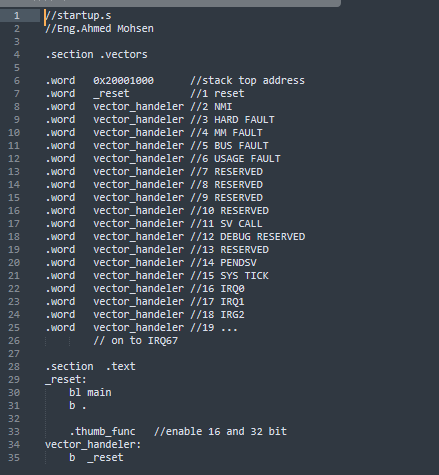 1 //startup.s
2 //Eng.Ahmed Mohsen
3
4 .section .vectors
5
6 .word 0x20001000 //stack top address
7 .word _reset //1 reset
8 .word vector_handeler //2 NMI
9 .word vector_handeler //3 HARD FAULT
10 .word vector_handeler //4 MM FAULT
11 .word vector_handeler //5 BUS FAULT
12 .word vector_handeler //6 USAGE FAULT
13 .word vector_handeler //7 RESERVED
14 .word vector_handeler //8 RESERVED
15 .word vector_handeler //9 RESERVED
16 .word vector_handeler //10 RESERVED
17 .word vector_handeler //11 SV CALL
18 .word vector_handeler //12 DEBUG RESERVED
19 .word vector_handeler //13 RESERVED
20 .word vector_handeler //14 PENDSV
21 .word vector_handeler //15 SYS TICK
22 .word vector_handeler //16 IRQ0
23 .word vector_handeler //17 IRQ1
24 .word vector_handeler //18 IRG2
25 .word vector_handeler //19 ...
26 // on to IRQ67
27
28 .section .text
29 _reset:
30 bl main
31 b .
32
33 .thumb_func //enable 16 and 32 bit
34 vector_handeler:
35 b _reset